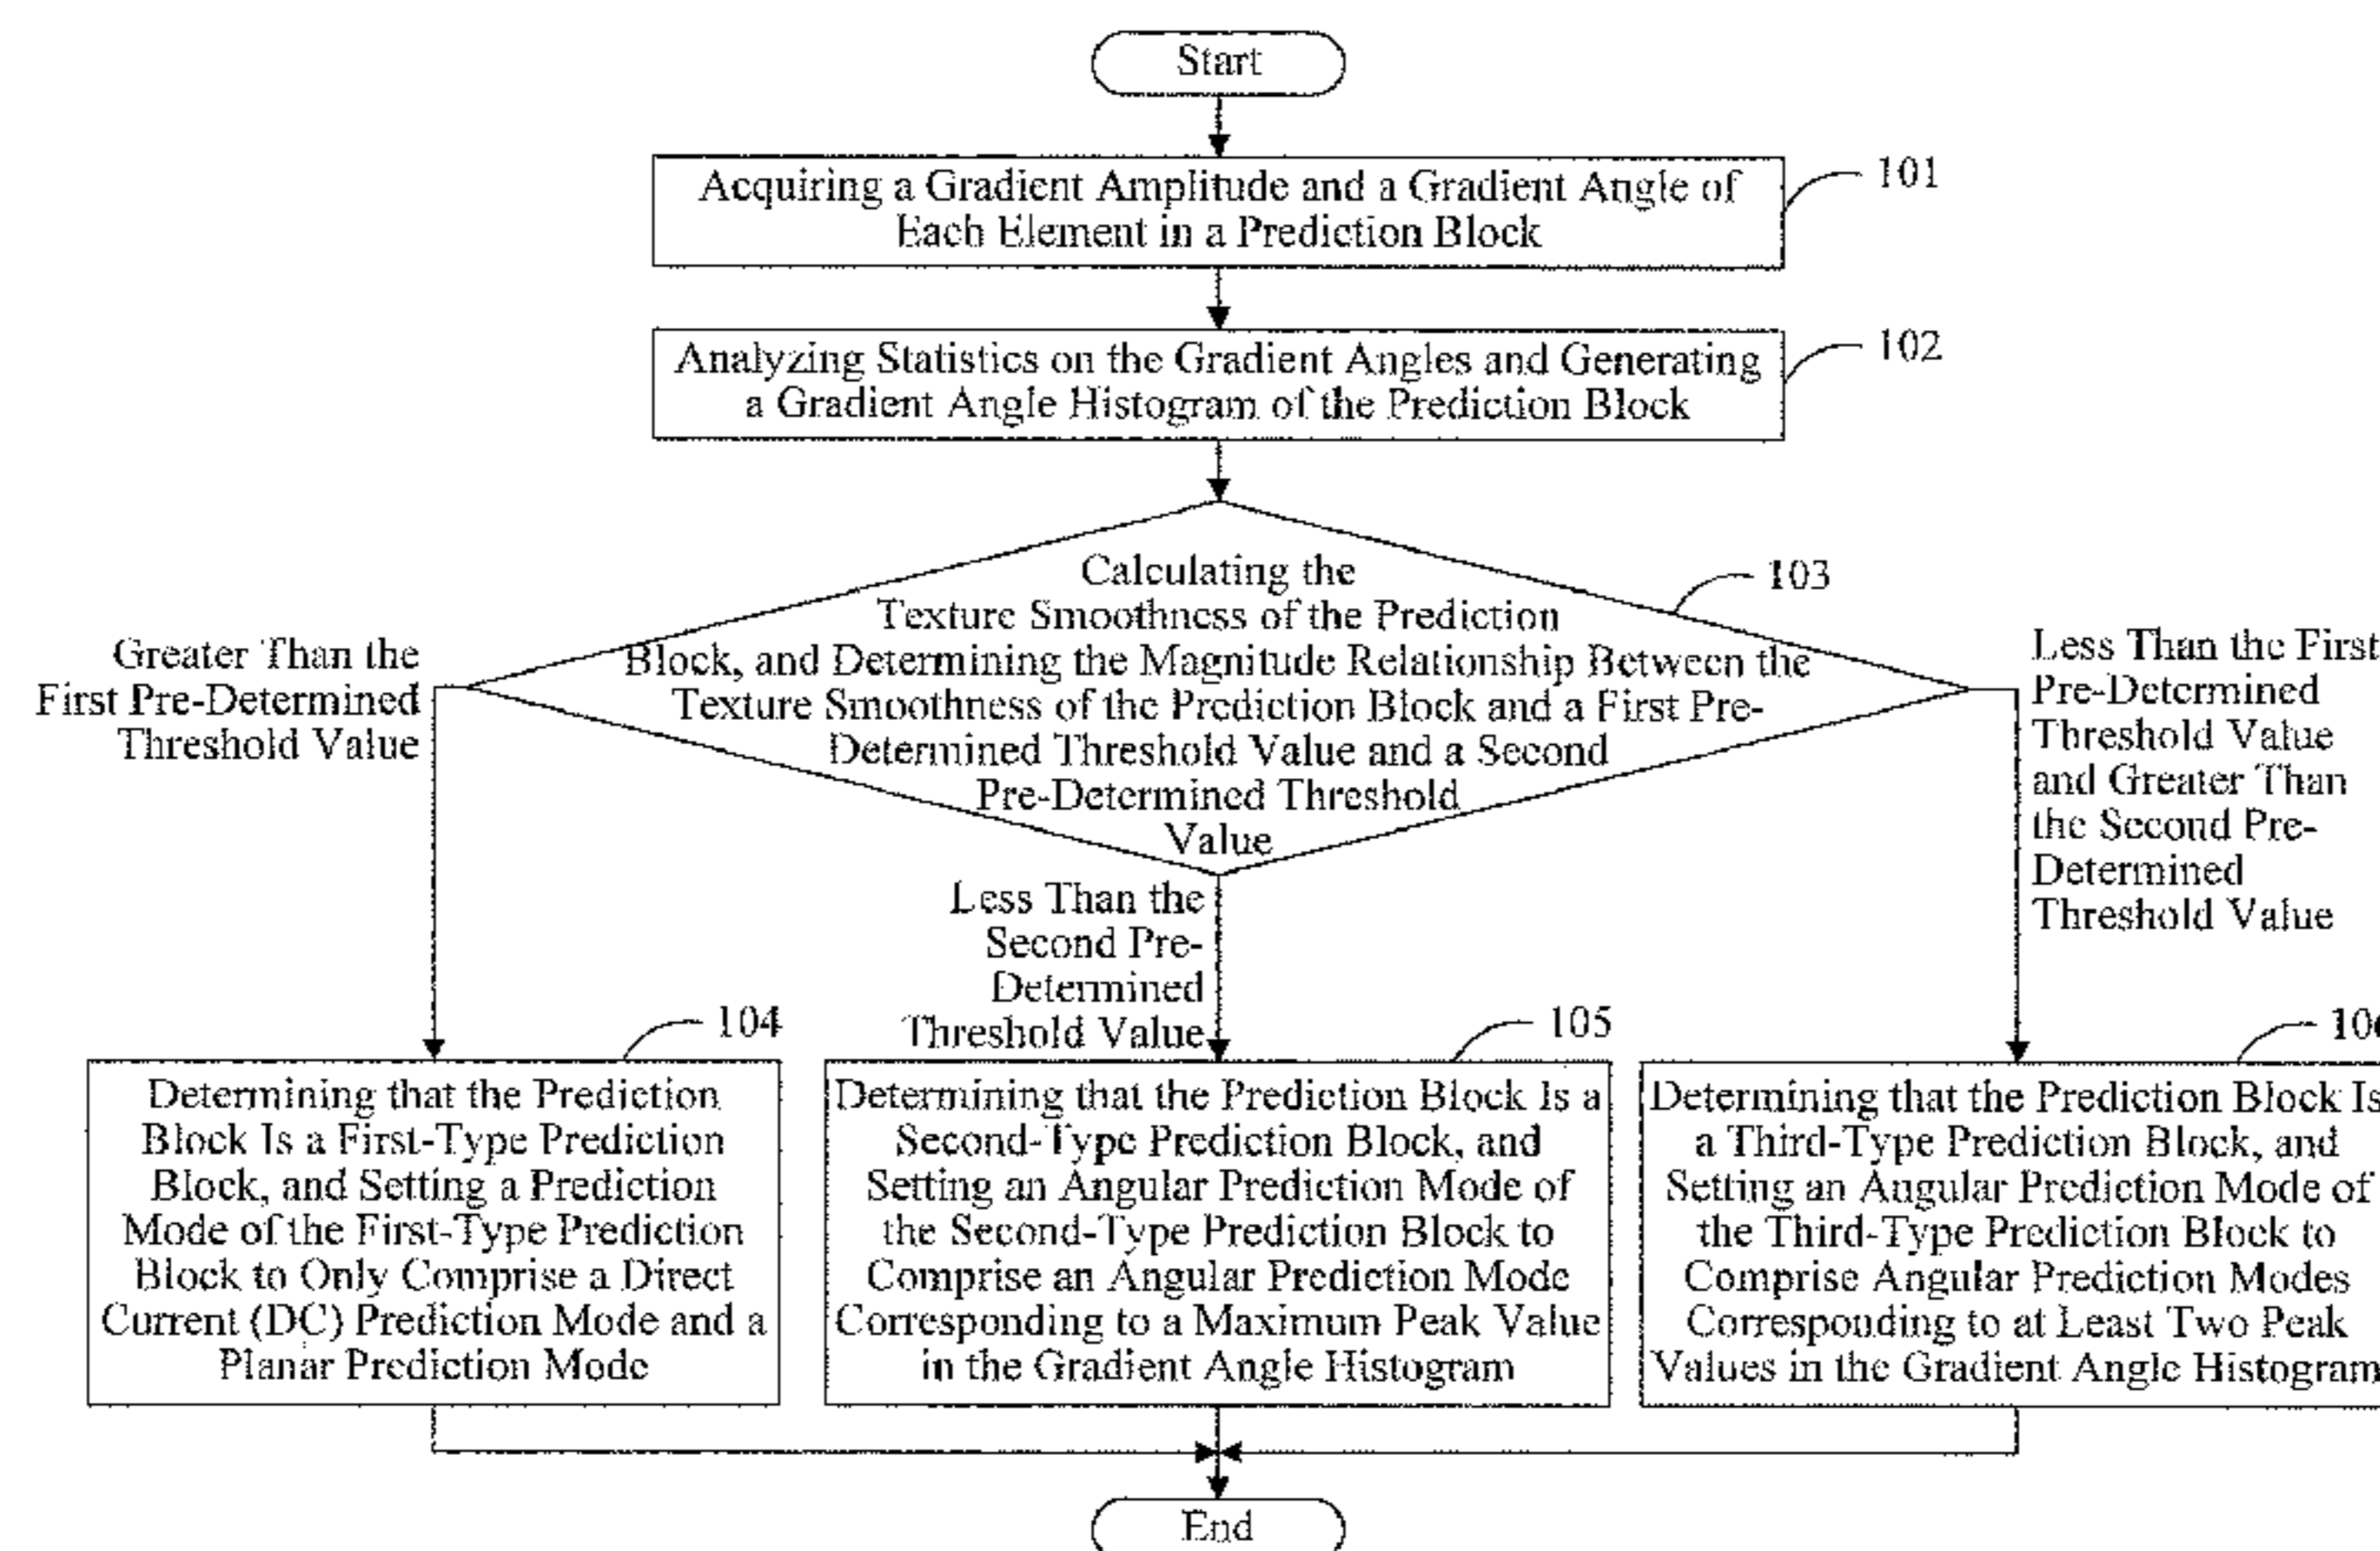 Start
Acquiring a Gradient Amplitude and a Gradient Angle of
Each Element in a Prediction Block
101
Analyzing Statistics on the Gradient Angles and Generating
a Gradient Angle Histogram of the Prediction Block
102
Calculating the
Texture Smoothness of the Prediction
Block, and Determining the Magnitude Relationship Between the
Texture Smoothness of the Prediction Block and a First Pre-
Determined Threshold Value and a Second
Pre-Determined Threshold
Value
103
Greater Than the
First Pre-Determined
Threshold Value
Less Than the
Second Pre-
Determined
Threshold Value
Less Than the First
Pre-Determined
Threshold Value
and Greater Than
the Second Pre-
Determined
Threshold Value
104
Determining that the Prediction
Block Is a First-Type Prediction
Block, and Setting a Prediction
Mode of the First-Type Prediction
Block to Only Comprise a Direct
Current (DC) Prediction Mode and a
Planar Prediction Mode
105
Determining that the Prediction Block Is a
Second-Type Prediction Block, and
Setting an Angular Prediction Mode of
the Second-Type Prediction Block to
Comprise an Angular Prediction Mode
Corresponding to a Maximum Peak Value
in the Gradient Angle Histogram
106
Determining that the Prediction Block Is
a Third-Type Prediction Block, and
Setting an Angular Prediction Mode of
the Third-Type Prediction Block to
Comprise Angular Prediction Modes
Corresponding to at Least Two Peak
Values in the Gradient Angle Histogram
End